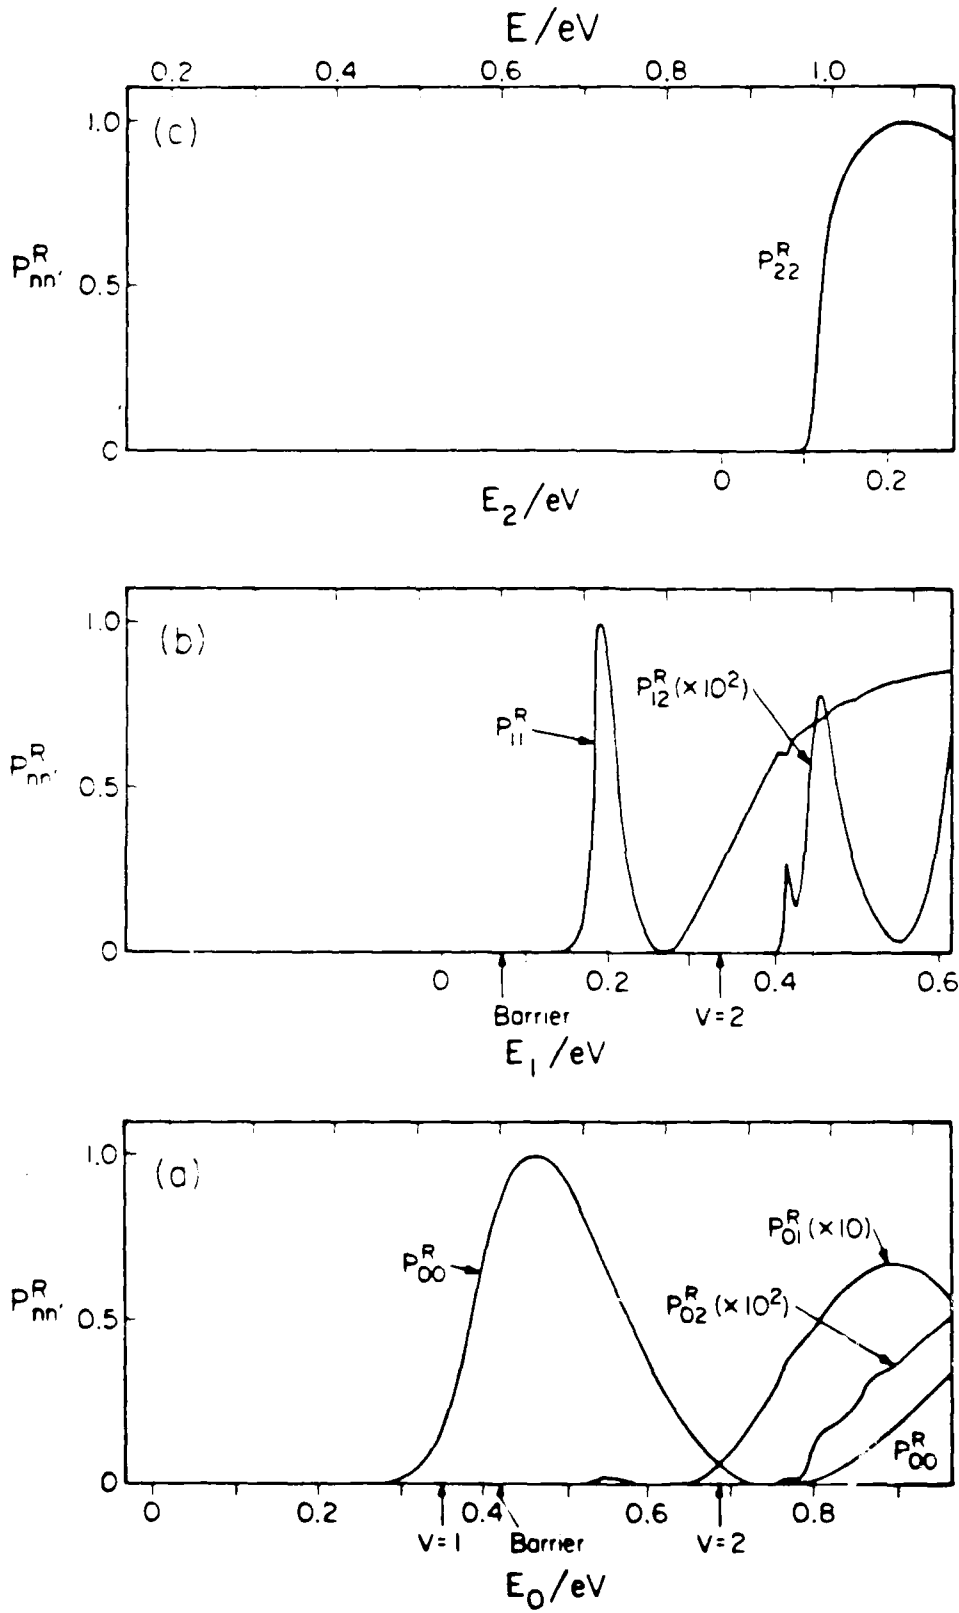 E/eV
0.2 0.4 0.6 0.8 1.0
(c)
1.0
P^R_nn'
0.5
0
P^R_22
0 0.2
E_2/eV
(b)
1.0
P^R_nn'
0.5
0
P^R_11
P^R_12 (×10^2)
0 0.2 0.4 0.6
Barrier V=2
E_1/eV
(a)
1.0
P^R_nn'
0.5
0
P^R_00
P^R_01 (×10)
P^R_02 (×10^2)
P^R_00
0 0.2 0.4 0.6 0.8
V=1 Barrier V=2
E_0/eV